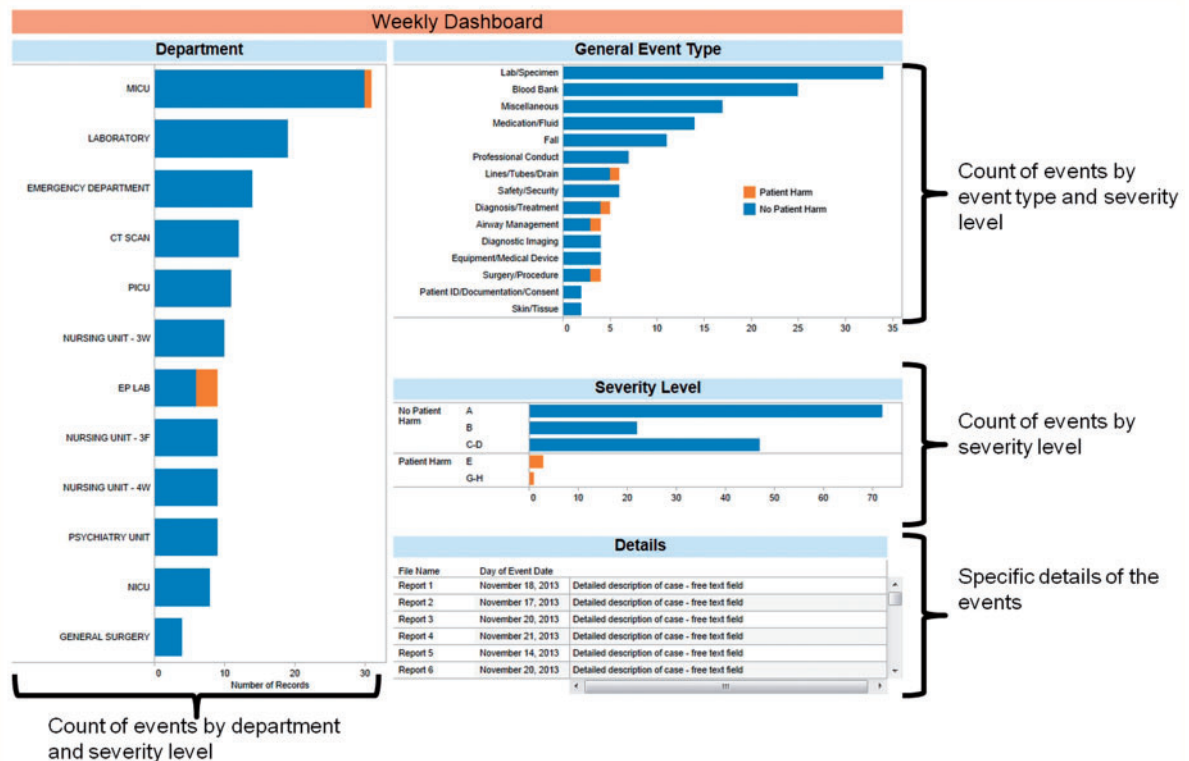 Weekly Dashboard
Department
MICU
LABORATORY
EMERGENCY DEPARTMENT
CT SCAN
PICU
NURSING UNIT - 3W
EP LAB
NURSING UNIT - 3F
NURSING UNIT - 4W
PSYCHIATRY UNIT
NICU
GENERAL SURGERY
0 10 20 30
Number of Records
Count of events by department
and severity level
General Event Type
Lab/Specimen
Blood Bank
Miscellaneous
Medication/Fluid
Fall
Professional Conduct
Lines/Tubes/Drain
Safety/Security
Diagnosis/Treatment
Airway Management
Diagnostic Imaging
Equipment/Medical Device
Surgery/Procedure
Patient ID/Documentation/Consent
Skin/Tissue
Patient Harm
No Patient Harm
0 5 10 15 20 25 30 35
Count of events by
event type and severity
level
Severity Level
No Patient
Harm
A
B
C-D
Patient Harm E
G-H
0 10 20 30 40 50 60 70
Count of events by
severity level
Details
File Name Day of Event Date
Report 1 November 18, 2013 Detailed description of case - free text field
Report 2 November 17, 2013 Detailed description of case - free text field
Report 3 November 20, 2013 Detailed description of case - free text field
Report 4 November 21, 2013 Detailed description of case - free text field
Report 5 November 14, 2013 Detailed description of case - free text field
Report 6 November 20, 2013 Detailed description of case - free text field
Specific details of the
events